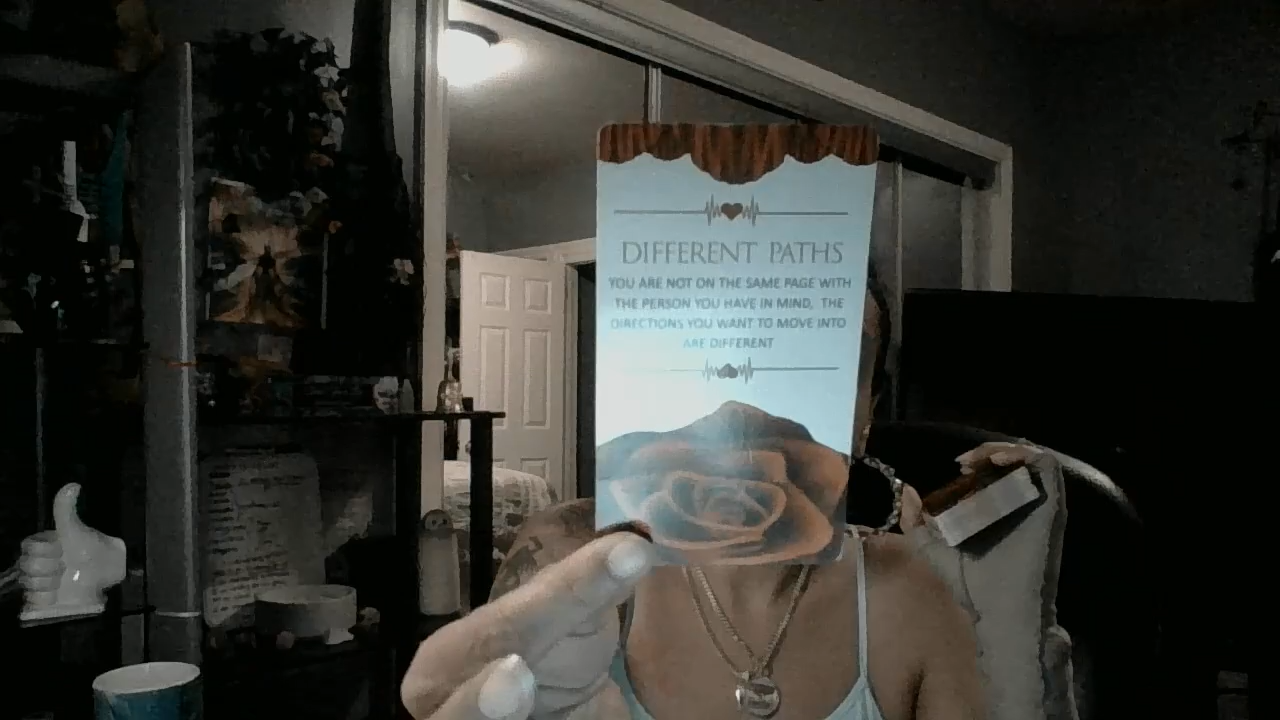 DIFFERENT PATHS
YOU ARE NOT ON THE SAME PAGE WITH
THE PERSON YOU HAVE IN MIND, THE
DIRECTIONS YOU WANT TO MOVE INTO
ARE DIFFERENT